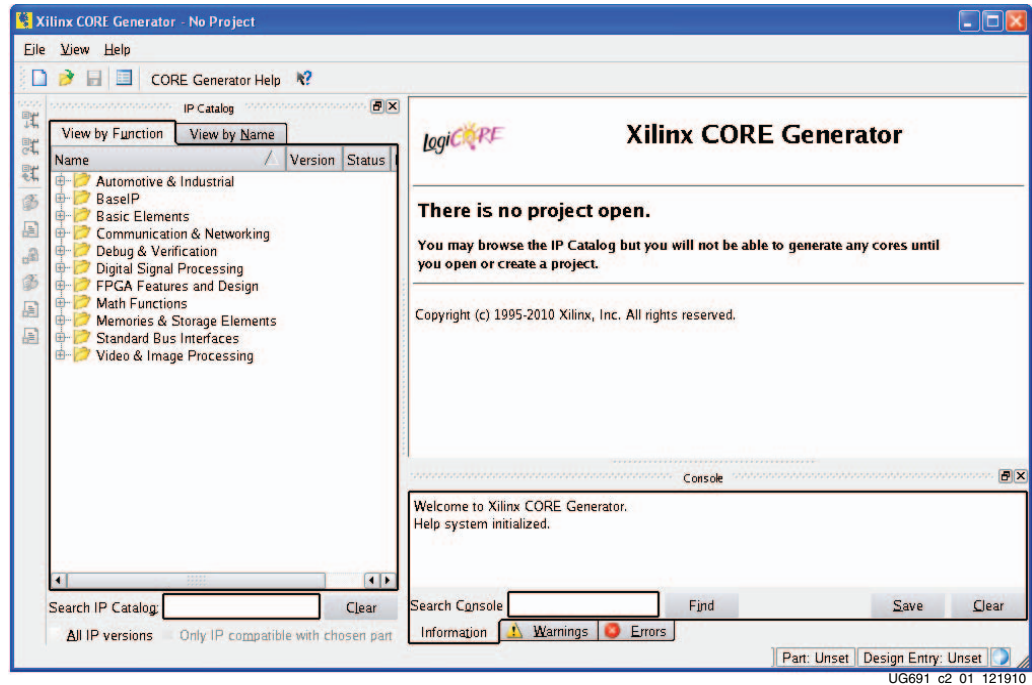 Xilinx CORE Generator - No Project
File View Help
CORE Generator Help
IP Catalog
View by Function View by Name
Name Version Status
Automotive & Industrial
BaseIP
Basic Elements
Communication & Networking
Debug & Verification
Digital Signal Processing
FPGA Features and Design
Math Functions
Memories & Storage Elements
Standard Bus Interfaces
Video & Image Processing
Search IP Catalog: Clear
All IP versions Only IP compatible with chosen part
LogiCORE Xilinx CORE Generator
There is no project open.
You may browse the IP Catalog but you will not be able to generate any cores until
you open or create a project.
Copyright (c) 1995-2010 Xilinx, Inc. All rights reserved.
Console
Welcome to Xilinx CORE Generator.
Help system initialized.
Search Console Find Save Clear
Information Warnings Errors
Part: Unset Design Entry: Unset
UG691_c2_01_121910